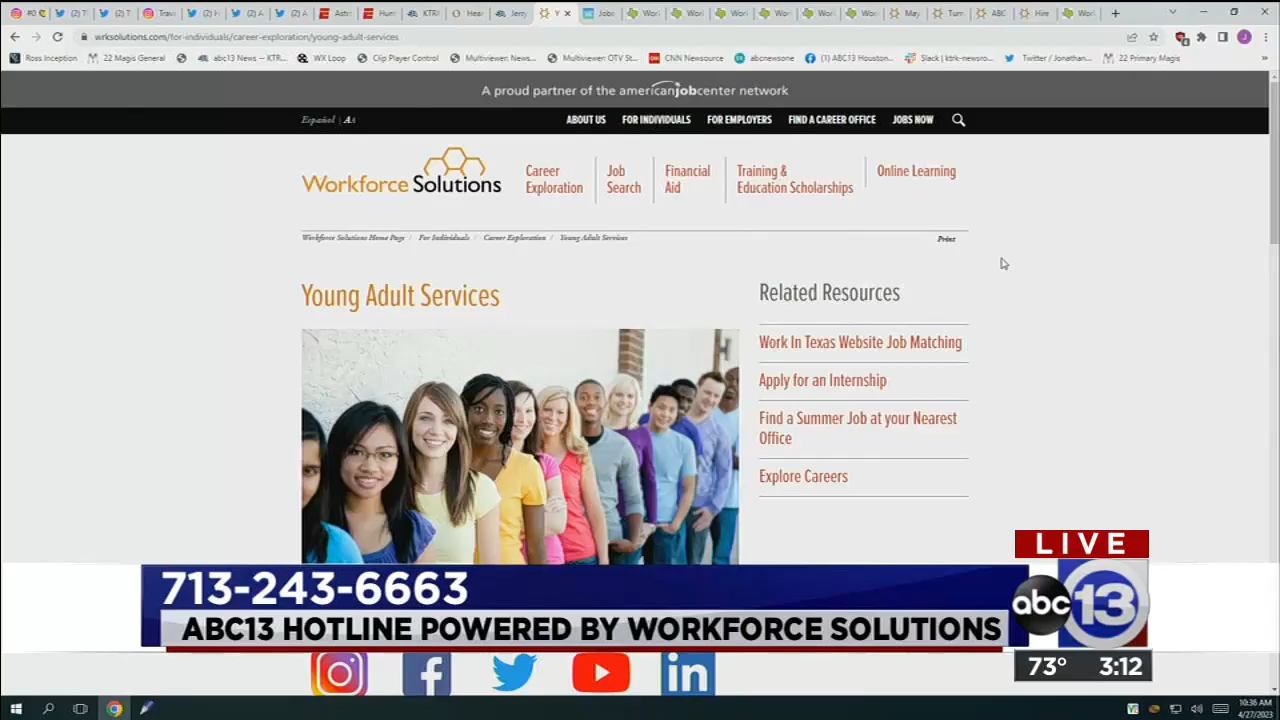 wrksolutions.com/for-individuals/career-exploration/young-adult-services
Ross Inception
22 Magis General
abc13 News -- KTR...
WX Loop
Clip Player Control
Multiviewer: News...
Multiviewer: OTV St...
CNN Newsource
abcnewsone
(1) ABC13 Houston...
Slack | ktrk-newsro...
Twitter / Jonathan...
22 Primary Magis
A proud partner of the americanjobcenter network
Español | AA
ABOUT US
FOR INDIVIDUALS
FOR EMPLOYERS
FIND A CAREER OFFICE
JOBS NOW
Workforce Solutions
Career
Exploration
Job
Search
Financial
Aid
Training &
Education Scholarships
Online Learning
Workforce Solutions Home Page / For Individuals / Career Exploration / Young Adult Services
Print
Young Adult Services
Related Resources
Work In Texas Website Job Matching
Apply for an Internship
Find a Summer Job at your Nearest
Office
Explore Careers
LIVE
713-243-6663
abc 13
ABC13 HOTLINE POWERED BY WORKFORCE SOLUTIONS
73° 3:12
10:36 AM
4/27/2023